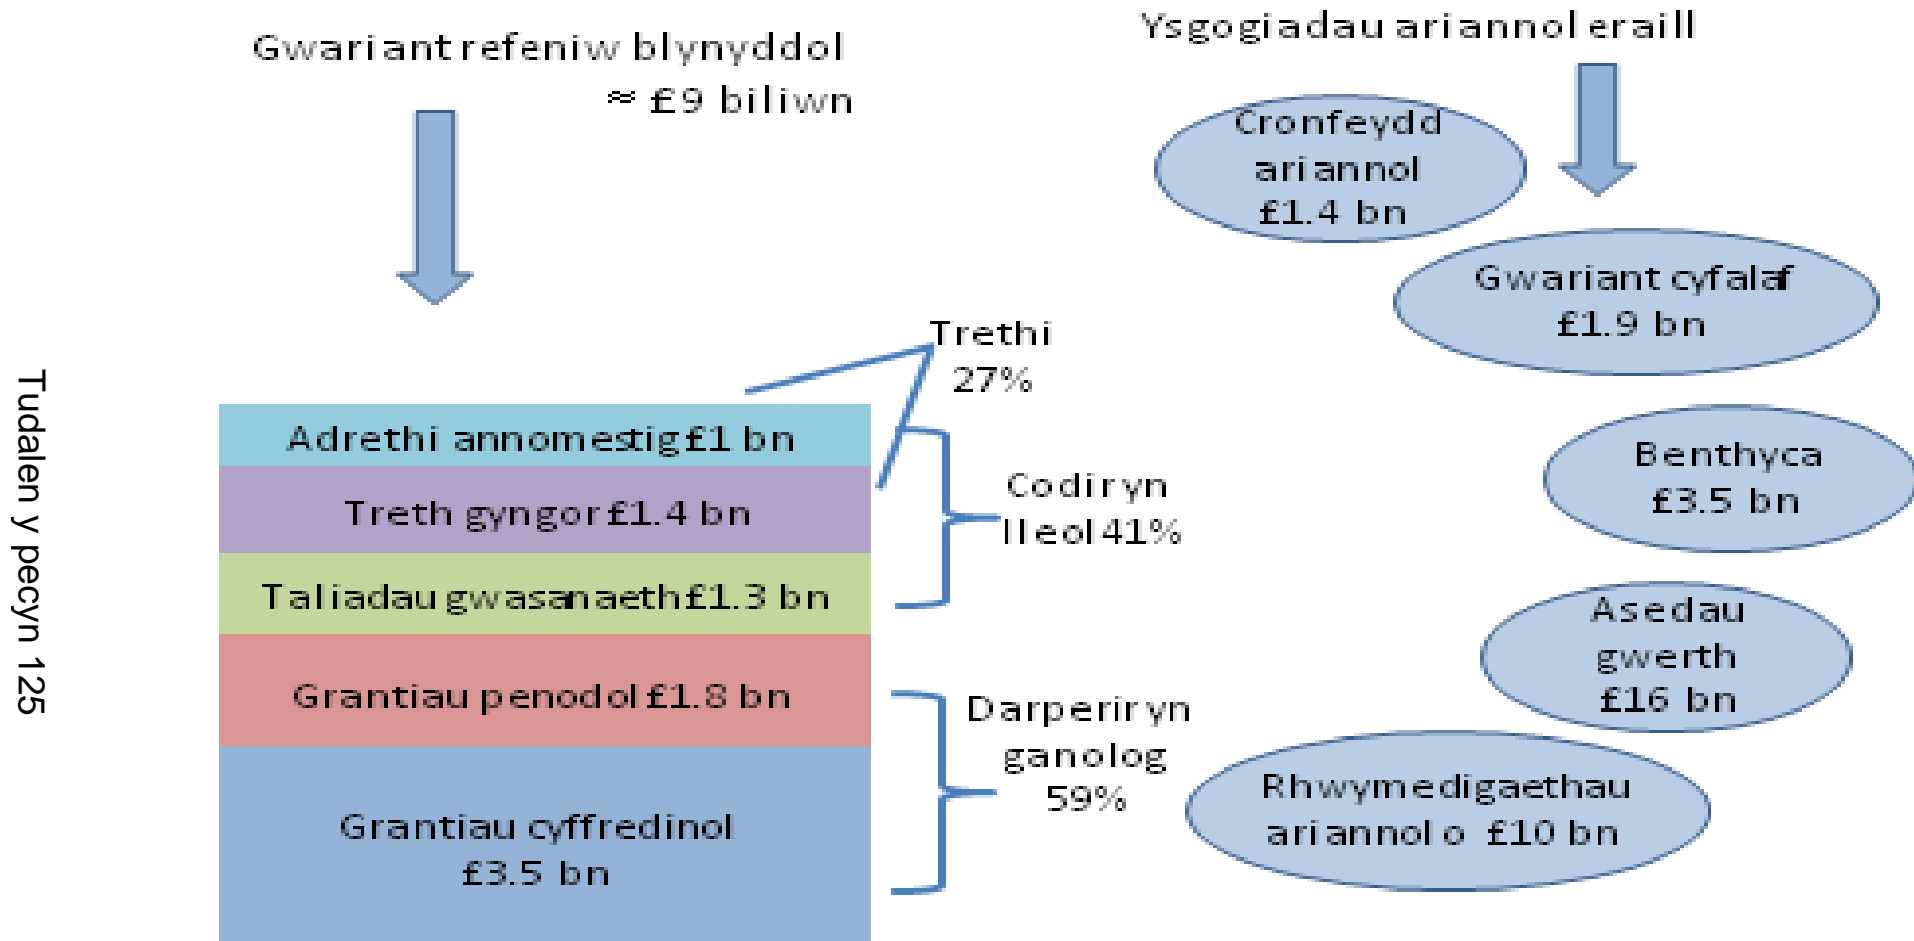 Gwariant refeniw blynyddol
≈ £9 biliwn
Adrethi annomestig £1 bn
Treth gyngor £1.4 bn
Taliadau gwasanaeth £1.3 bn
Grantiau penodol £1.8 bn
Grantiau cyffredinol
£3.5 bn
Trethi
27%
Codir yn
lleol 41%
Darperir yn
ganolog
59%
Ysgogiadau ariannol eraill
Cronfeydd
ariannol
£1.4 bn
Gwariant cyfalaf
£1.9 bn
Benthyca
£3.5 bn
Asedau
gwerth
£16 bn
Rhwymedigaethau
ariannol o £10 bn
Tudalen y pecyn 125